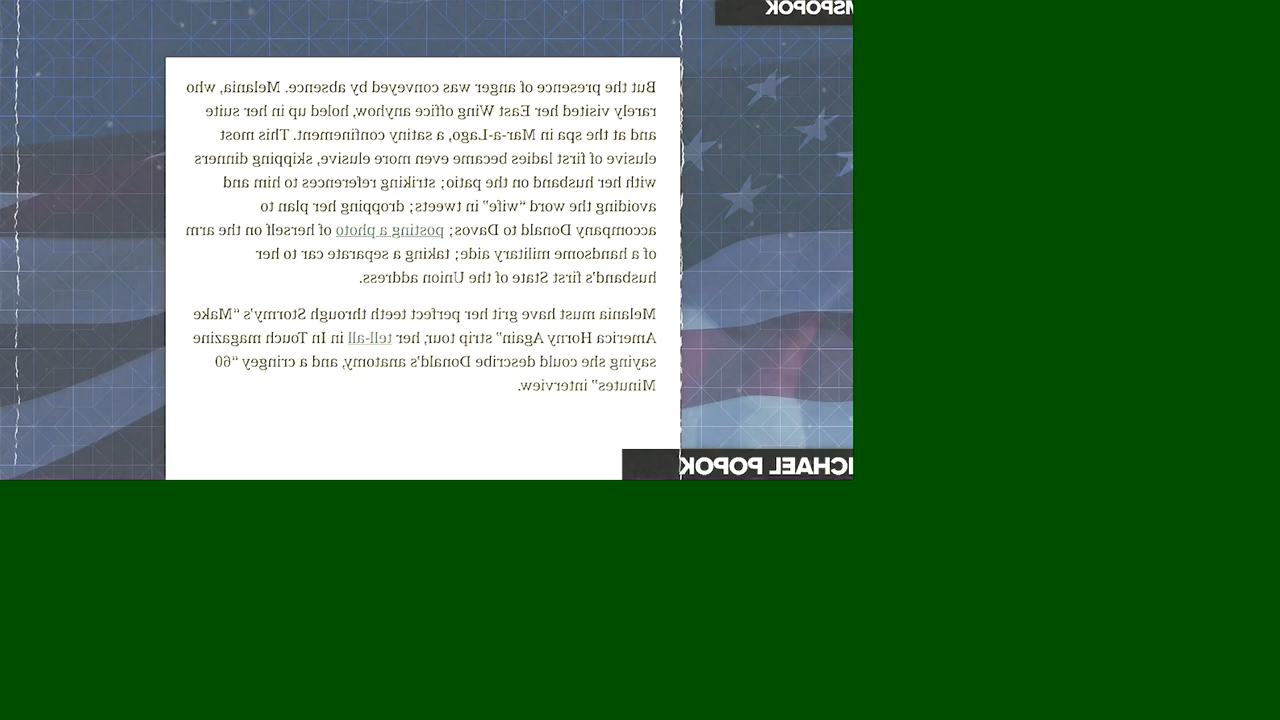 MSPOPOK
But the presence of anger was conveyed by absence. Melania, who
rarely visited her East Wing office anyhow, holed up in her suite
and at the spa in Mar-a-Lago, a satiny confinement. This most
elusive of first ladies became even more elusive, skipping dinners
with her husband on the patio; striking references to him and
avoiding the word “wife” in tweets; dropping her plan to
accompany Donald to Davos; posting a photo of herself on the arm
of a handsome military aide; taking a separate car to her
husband's first State of the Union address.
Melania must have grit her perfect teeth through Stormy's “Make
America Horny Again” strip tour, her tell-all in In Touch magazine
saying she could describe Donald's anatomy, and a cringey “60
Minutes” interview.
ICHAEL POPOK